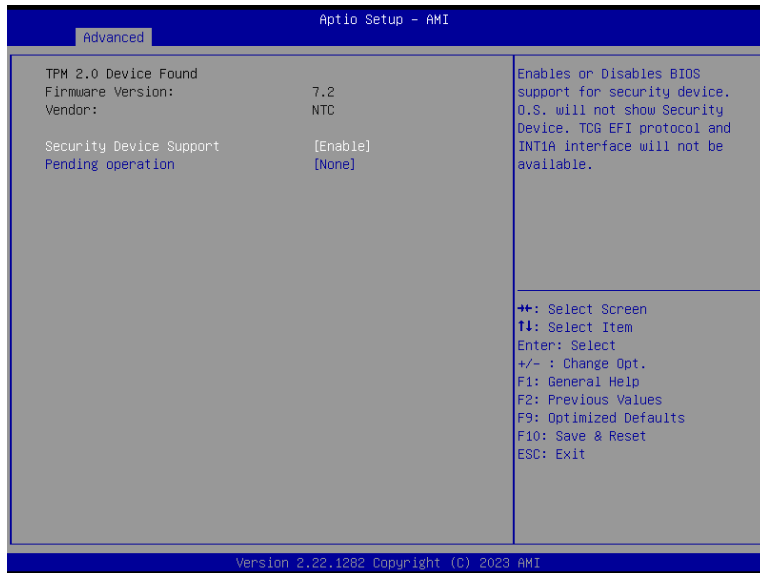 Aptio Setup – AMI
Advanced
TPM 2.0 Device Found
Firmware Version: 7.2
Vendor: NTC
Security Device Support [Enable]
Pending operation [None]
Enables or Disables BIOS
support for security device.
O.S. will not show Security
Device. TCG EFI protocol and
INT1A interface will not be
available.
→←: Select Screen
↑↓: Select Item
Enter: Select
+/- : Change Opt.
F1: General Help
F2: Previous Values
F9: Optimized Defaults
F10: Save & Reset
ESC: Exit
Version 2.22.1282 Copyright (C) 2023 AMI